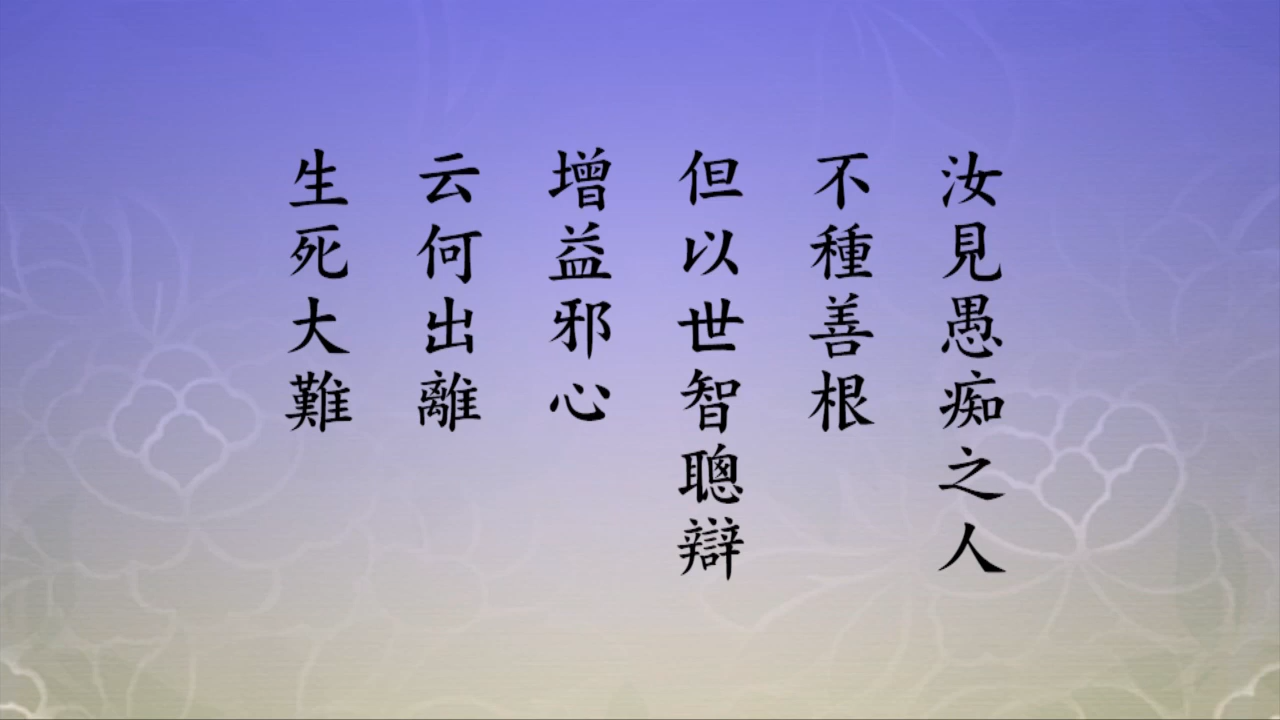 汝見愚痴之人
不種善根
但以世智聰辯
增益邪心
云何出離
生死大難